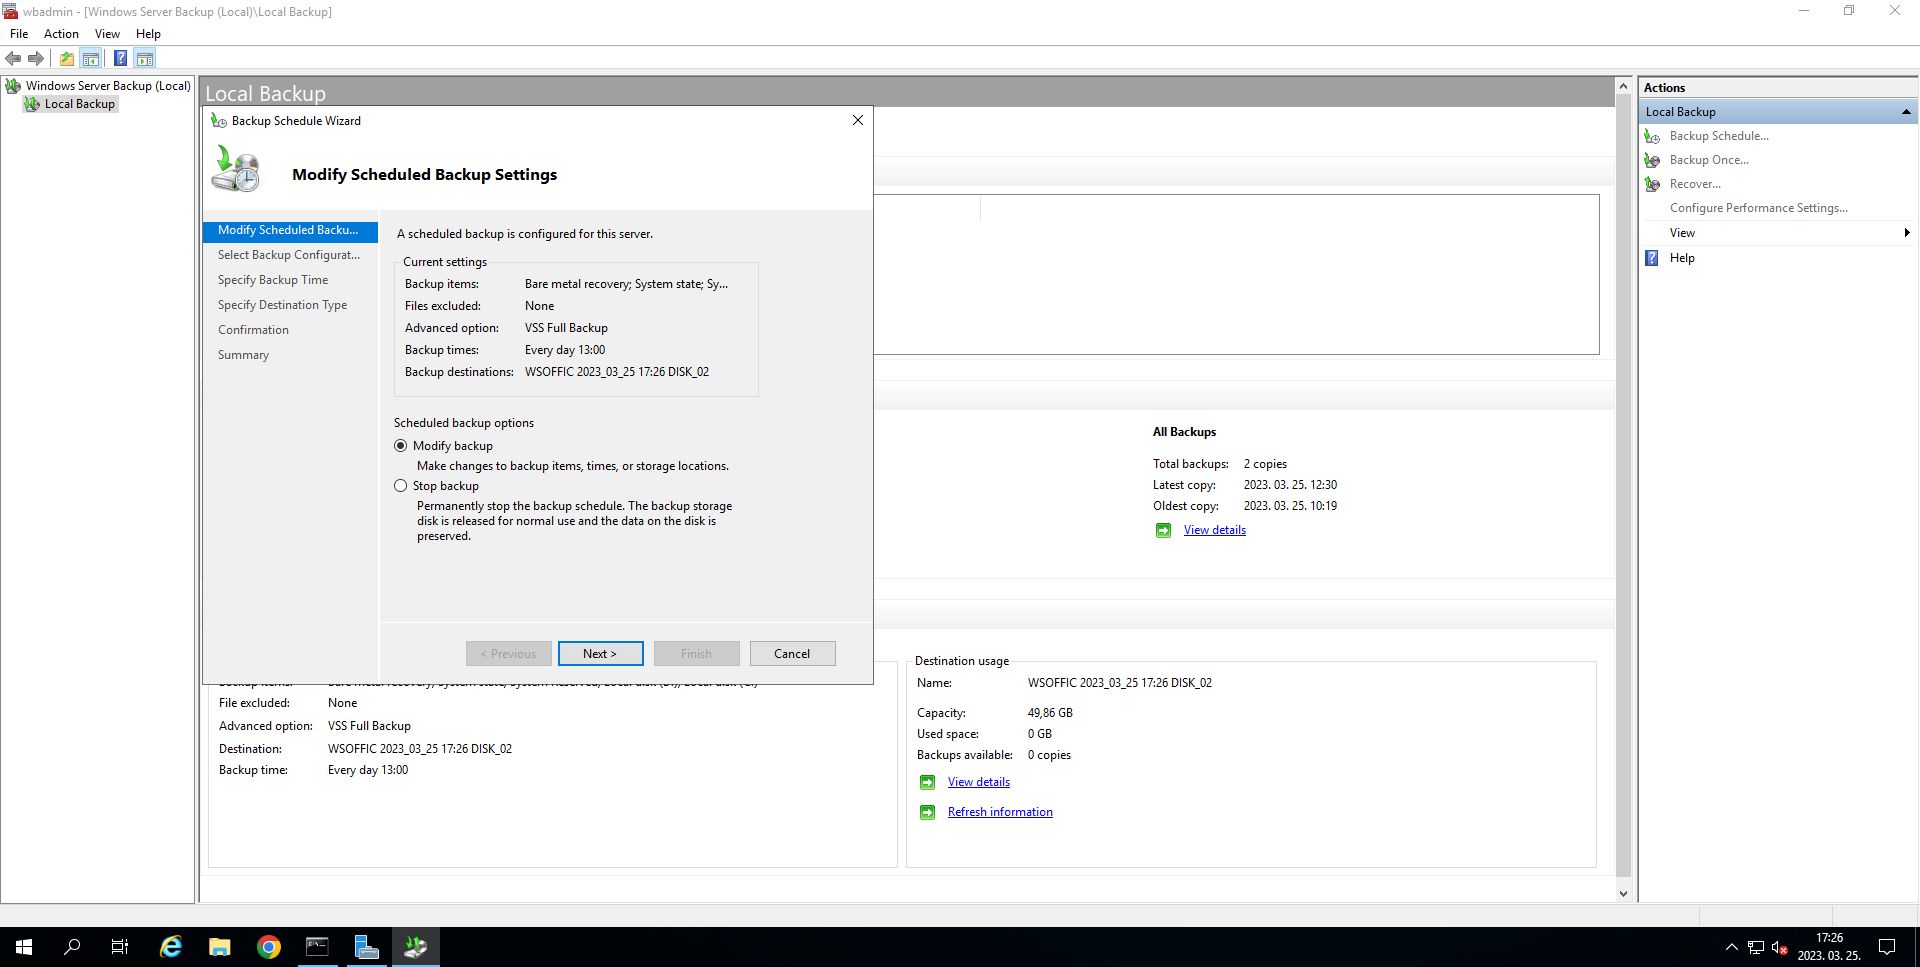 wbadmin - [Windows Server Backup (Local)\Local Backup]
File Action View Help
Windows Server Backup (Local)
Local Backup
Local Backup
Backup Schedule Wizard
Modify Scheduled Backup Settings
Modify Scheduled Backu...
Select Backup Configurat...
Specify Backup Time
Specify Destination Type
Confirmation
Summary
A scheduled backup is configured for this server.
Current settings
Backup items: Bare metal recovery; System state; Sy...
Files excluded: None
Advanced option: VSS Full Backup
Backup times: Every day 13:00
Backup destinations: WSOFFIC 2023_03_25 17:26 DISK_02
Scheduled backup options
Modify backup
Make changes to backup items, times, or storage locations.
Stop backup
Permanently stop the backup schedule. The backup storage
disk is released for normal use and the data on the disk is
preserved.
< Previous Next > Finish Cancel
All Backups
Total backups: 2 copies
Latest copy: 2023. 03. 25. 12:30
Oldest copy: 2023. 03. 25. 10:19
View details
File excluded: None
Advanced option: VSS Full Backup
Destination: WSOFFIC 2023_03_25 17:26 DISK_02
Backup time: Every day 13:00
Destination usage
Name: WSOFFIC 2023_03_25 17:26 DISK_02
Capacity: 49,86 GB
Used space: 0 GB
Backups available: 0 copies
View details
Refresh information
Actions
Local Backup
Backup Schedule...
Backup Once...
Recover...
Configure Performance Settings...
View
Help
17:26
2023. 03. 25.